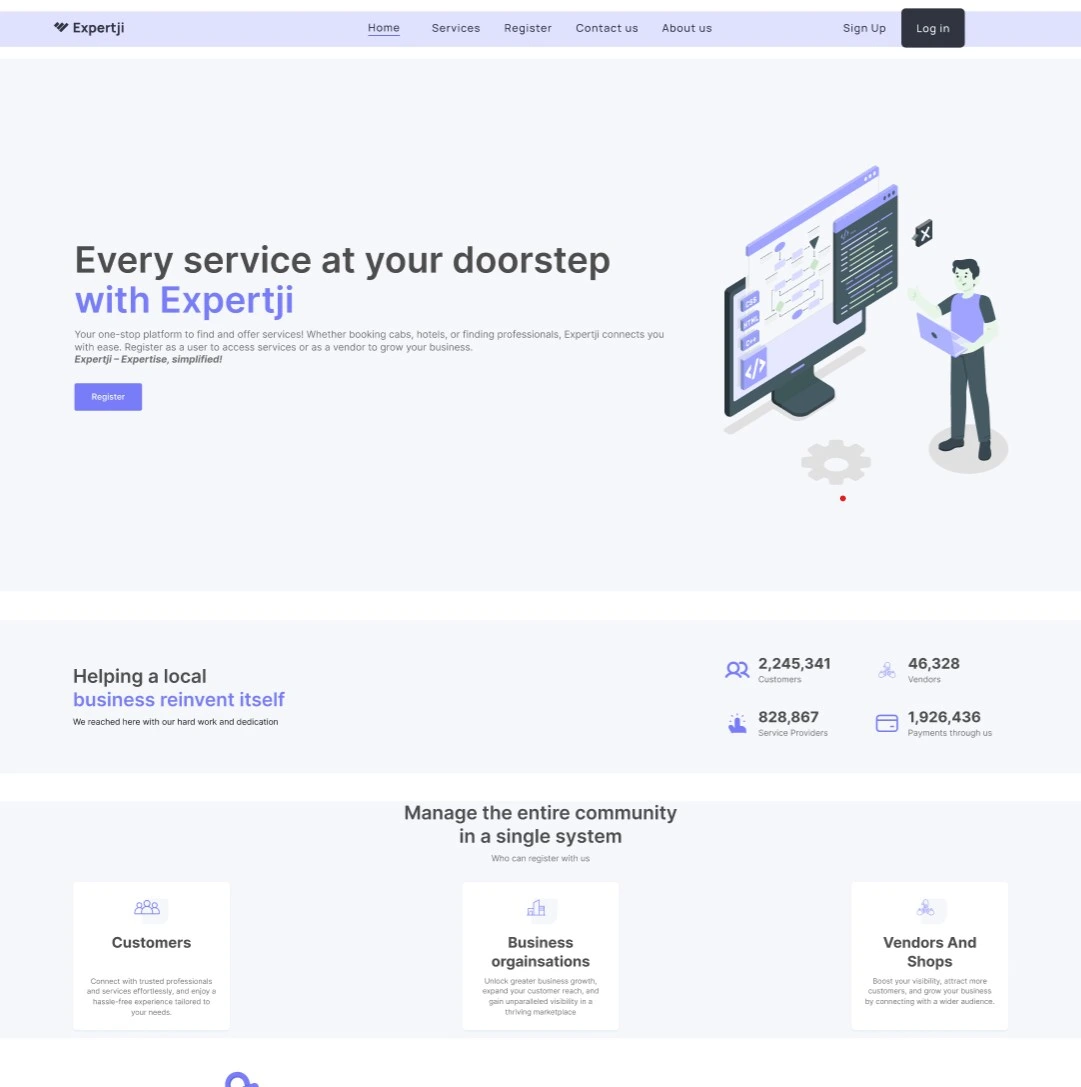 Expertji
Home Services Register Contact us About us
Sign Up Log in
Every service at your doorstep
with Expertji
Your one-stop platform to find and offer services! Whether booking cabs, hotels, or finding professionals, Expertji connects you
with ease. Register as a user to access services or as a vendor to grow your business.
Expertji – Expertise, simplified!
Register
CSS
HTML
C++
</>
X
Helping a local
business reinvent itself
We reached here with our hard work and dedication
2,245,341
Customers
46,328
Vendors
828,867
Service Providers
1,926,436
Payments through us
Manage the entire community
in a single system
Who can register with us
Customers
Connect with trusted professionals
and services effortlessly, and enjoy a
hassle-free experience tailored to
your needs.
Business
orgainsations
Unlock greater business growth,
expand your customer reach, and
gain unparalleled visibility in a
thriving marketplace
Vendors And
Shops
Boost your visibility, attract more
customers, and grow your business
by connecting with a wider audience.